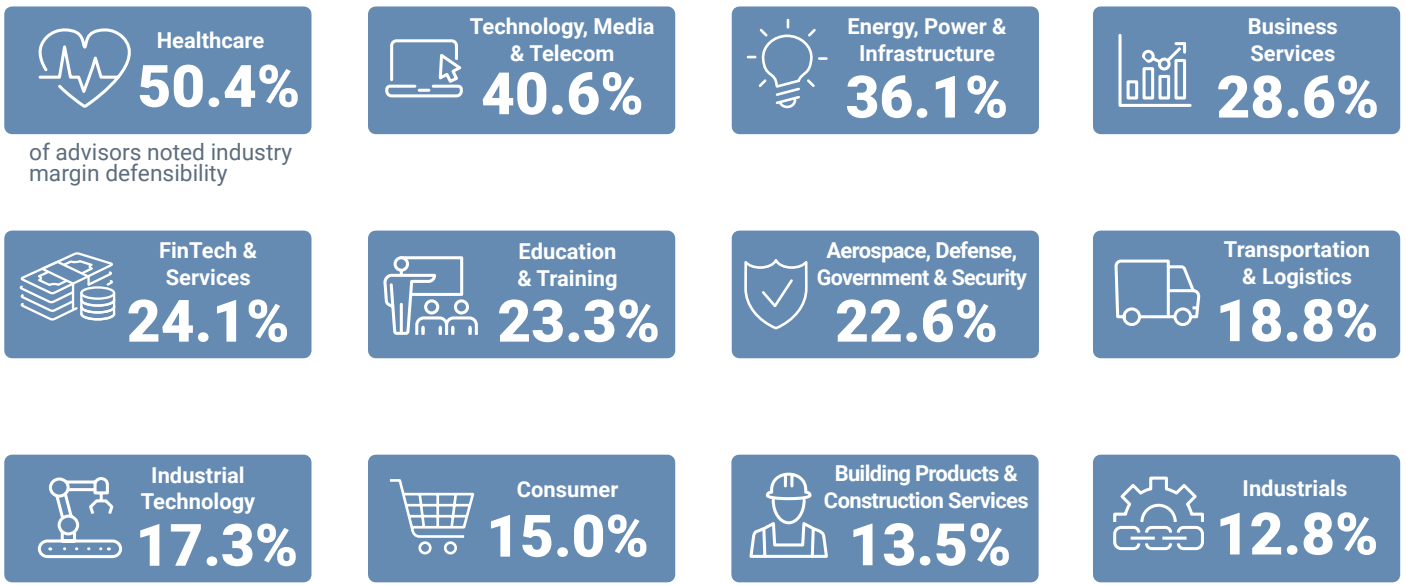 Healthcare
50.4%
of advisors noted industry
margin defensibility
Technology, Media
& Telecom
40.6%
Energy, Power &
Infrastructure
36.1%
Business
Services
28.6%
FinTech &
Services
24.1%
Education
& Training
23.3%
Aerospace, Defense,
Government & Security
22.6%
Transportation
& Logistics
18.8%
Industrial
Technology
17.3%
Consumer
15.0%
Building Products &
Construction Services
13.5%
Industrials
12.8%